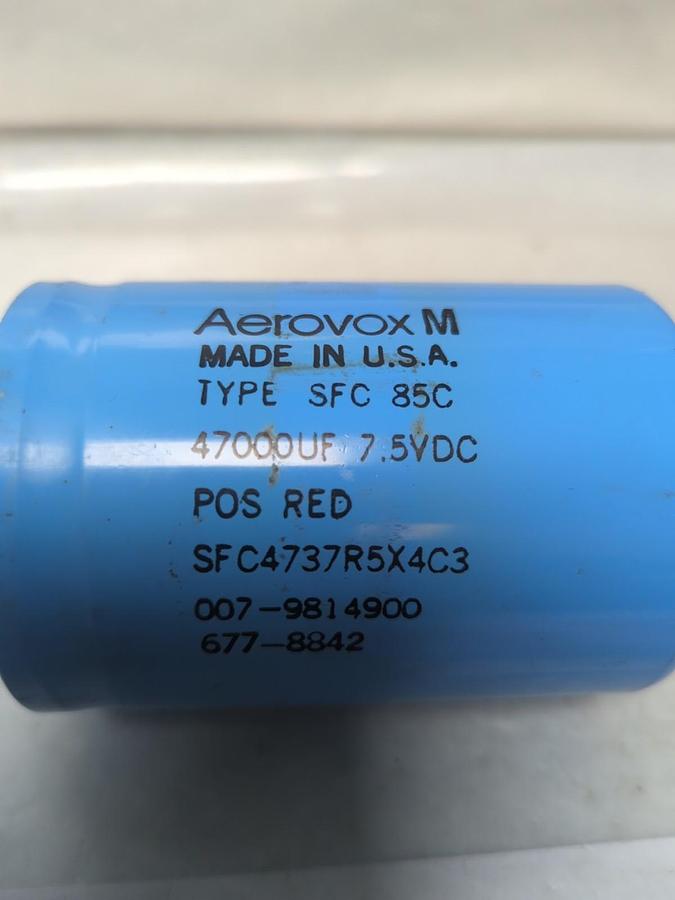 Aerovox M
MADE IN U.S.A.
TYPE SFC 85C
47000UF 7.5VDC
POS RED
SFC4737R5X4C3
007-9814900
677-8842